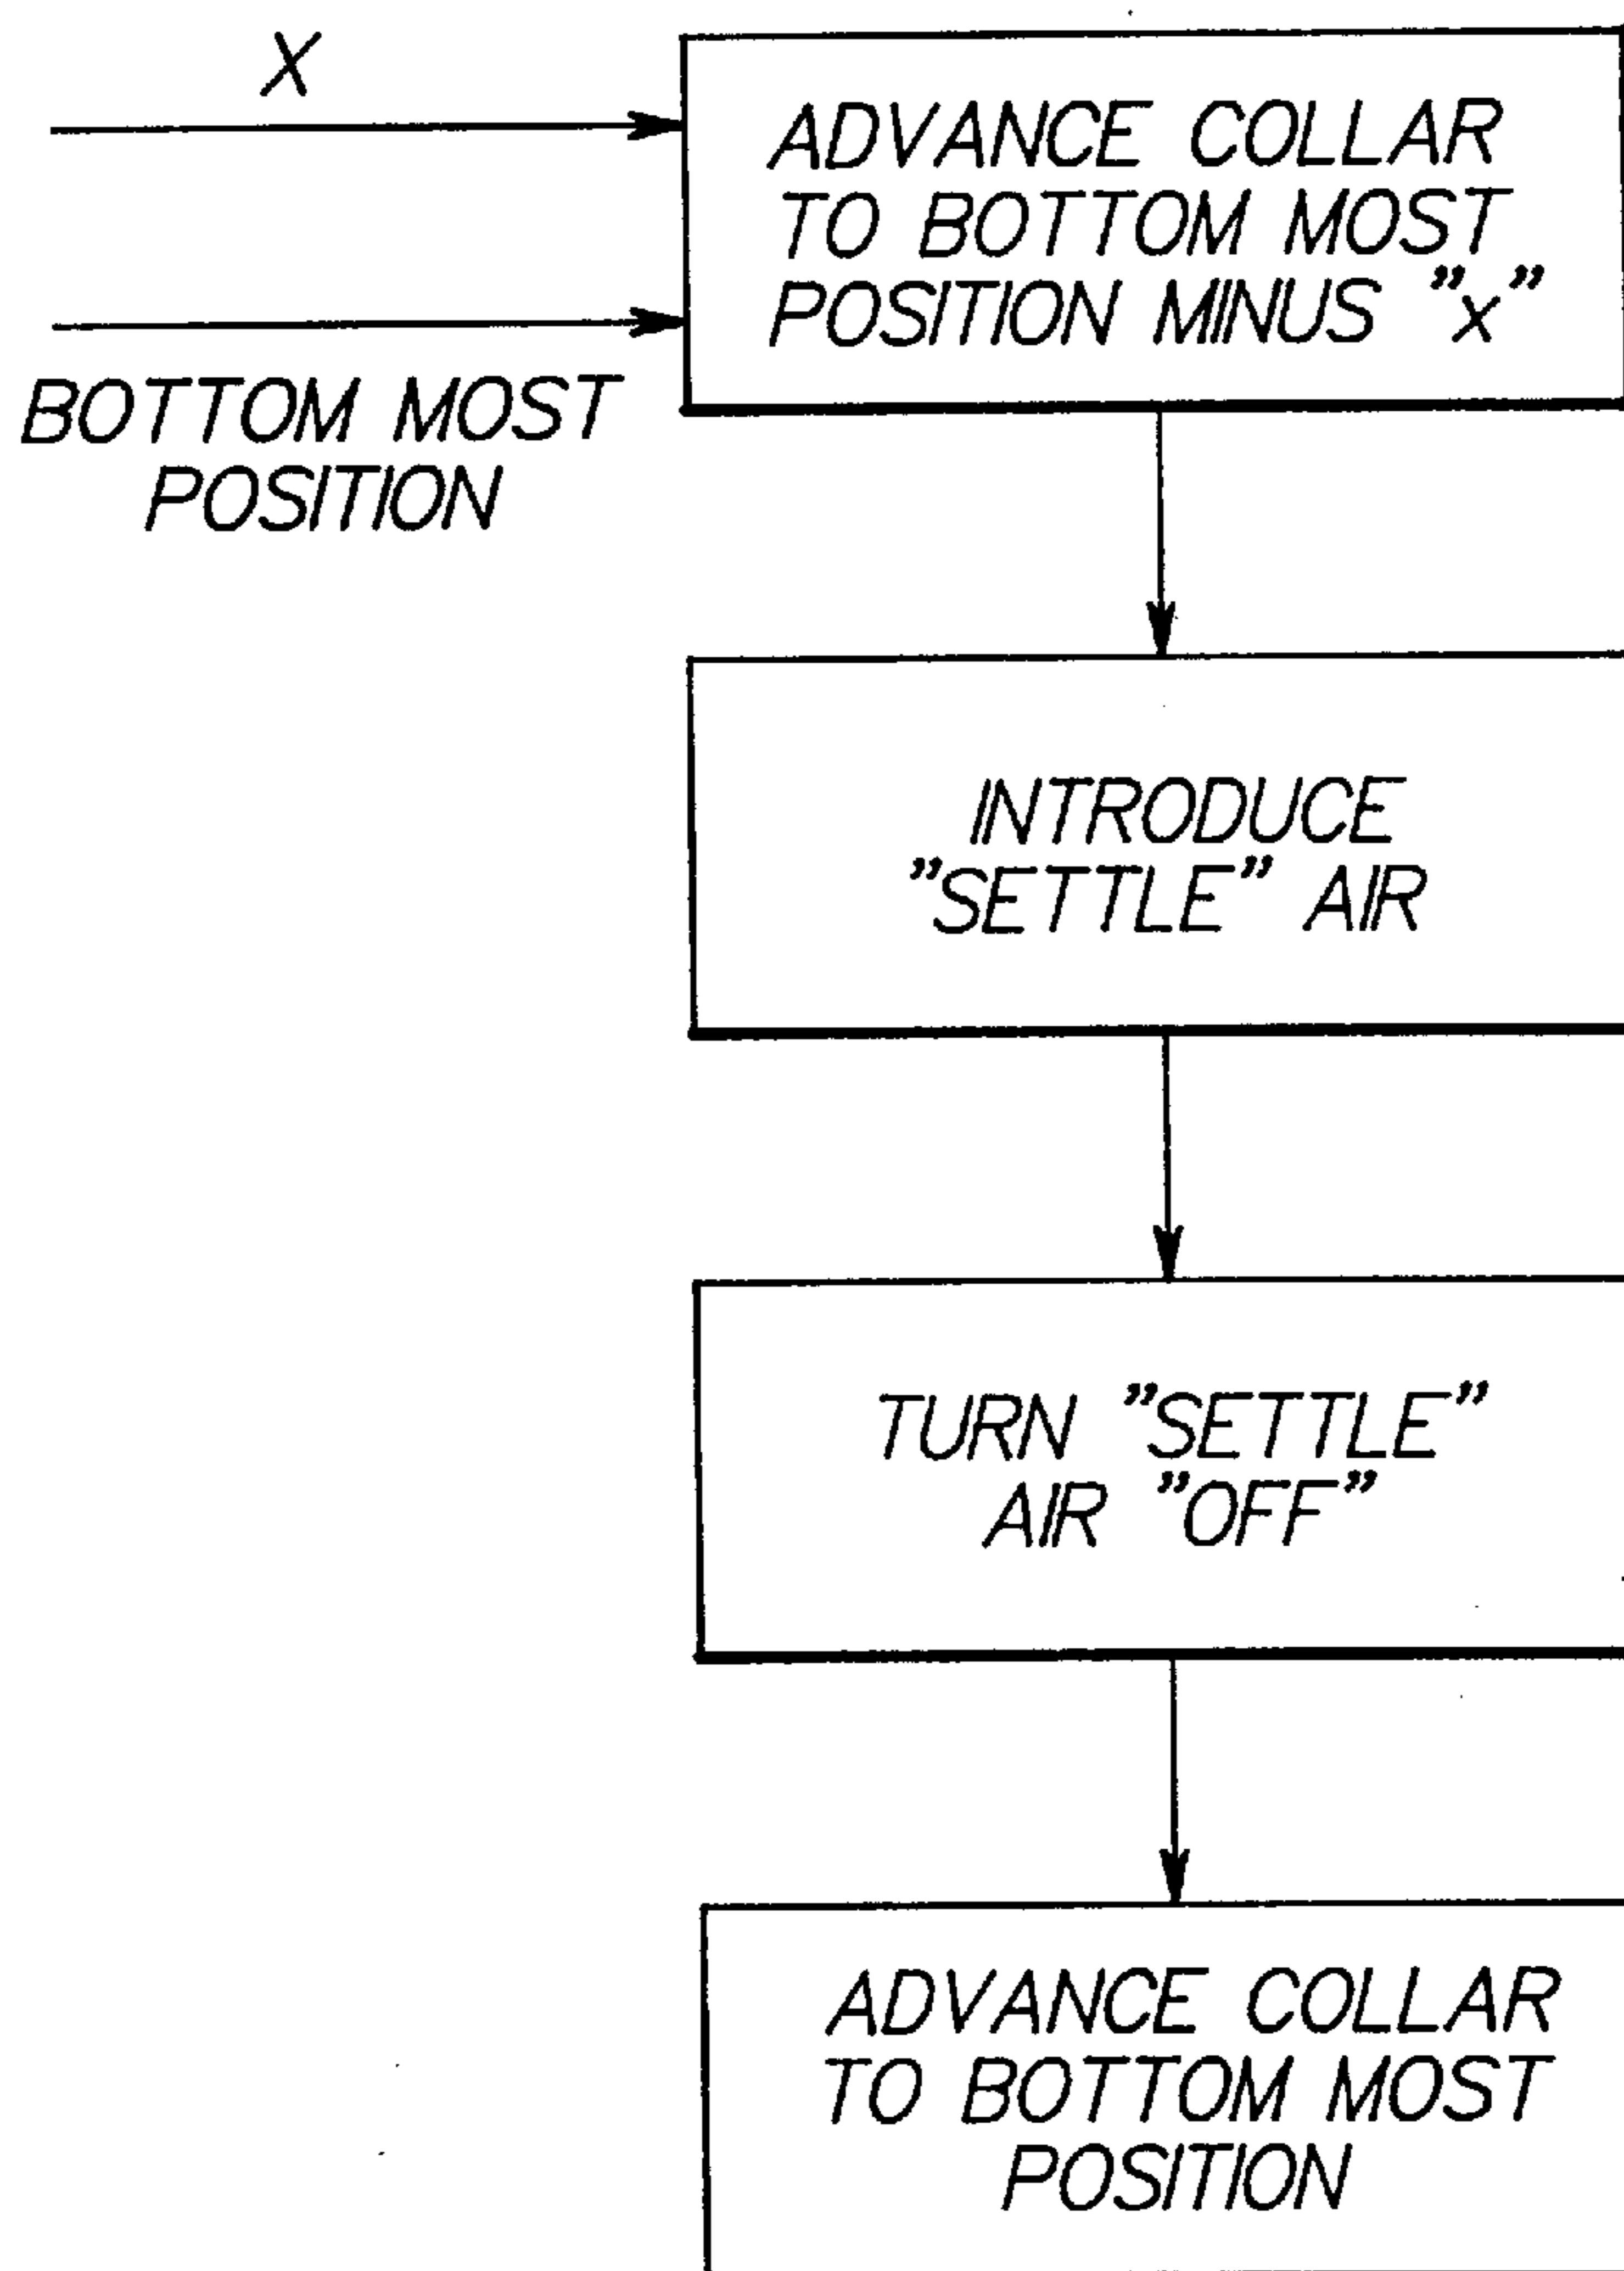 X
ADVANCE COLLAR
TO BOTTOM MOST
POSITION MINUS "x"
BOTTOM MOST
POSITION
INTRODUCE
"SETTLE" AIR
TURN "SETTLE"
AIR "OFF"
ADVANCE COLLAR
TO BOTTOM MOST
POSITION